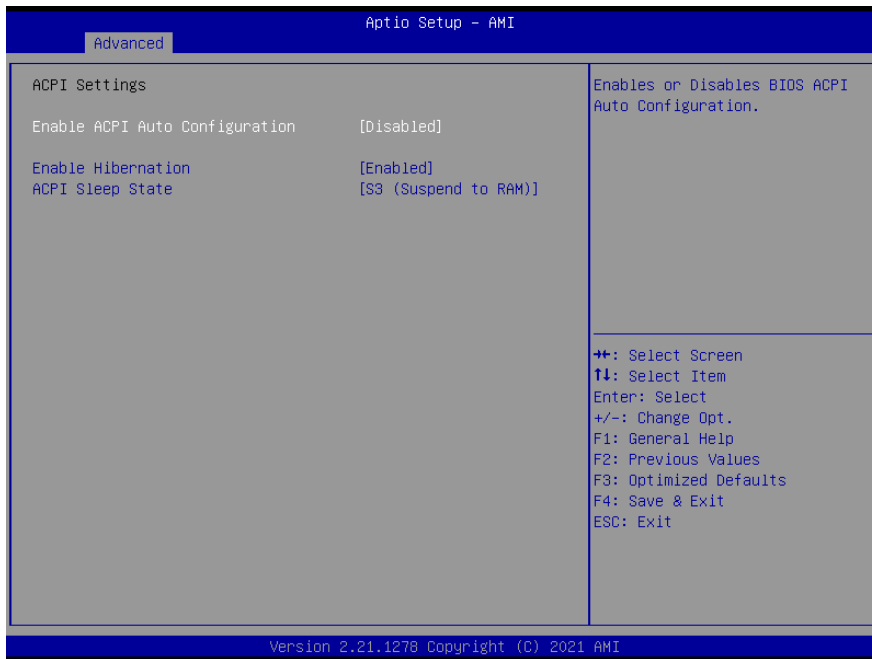 Aptio Setup – AMI
Advanced
ACPI Settings
Enable ACPI Auto Configuration [Disabled]
Enable Hibernation [Enabled]
ACPI Sleep State [S3 (Suspend to RAM)]
Enables or Disables BIOS ACPI
Auto Configuration.
→←: Select Screen
↑↓: Select Item
Enter: Select
+/-: Change Opt.
F1: General Help
F2: Previous Values
F3: Optimized Defaults
F4: Save & Exit
ESC: Exit
Version 2.21.1278 Copyright (C) 2021 AMI